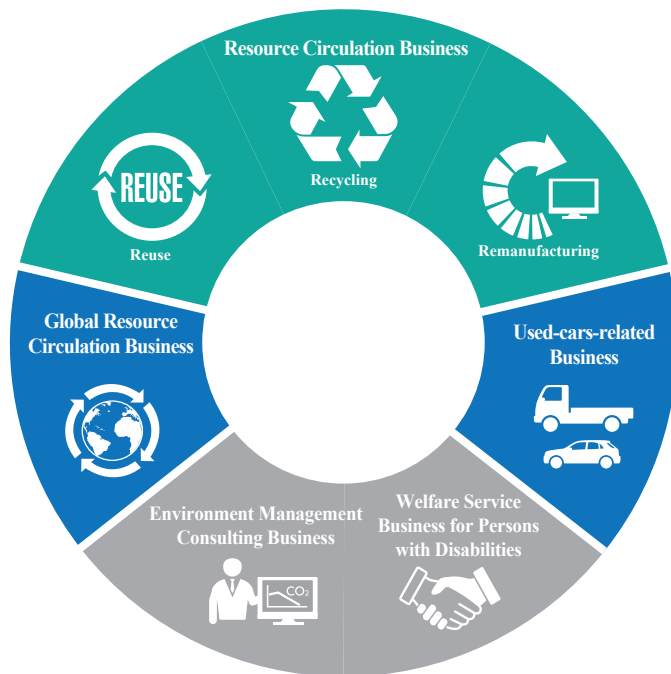 Resource Circulation Business
Recycling
REUSE
Reuse
Remanufacturing
Global Resource
Circulation Business
Used-cars-related
Business
Environment Management
Consulting Business
CO₂
Welfare Service
Business for Persons
with Disabilities